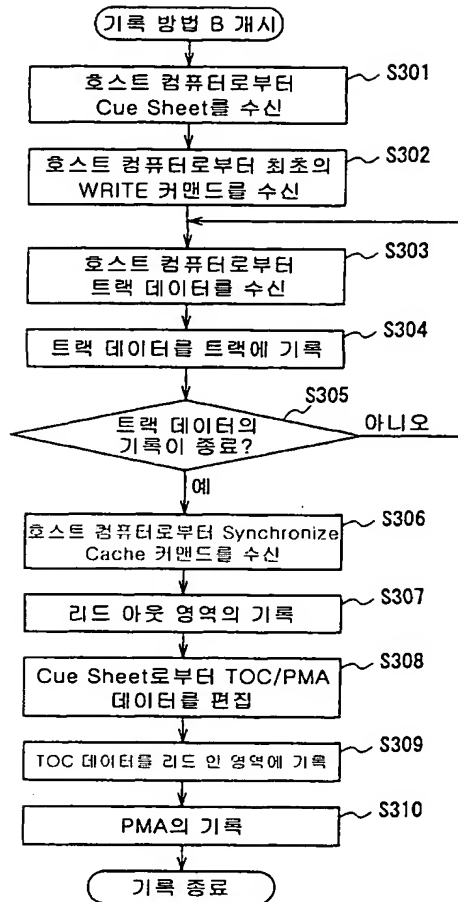 기록 방법 B 개시
호스트 컴퓨터로부터
Cue Sheet를 수신
S301
호스트 컴퓨터로부터 최초의
WRITE 커맨드를 수신
S302
호스트 컴퓨터로부터
트랙 데이터를 수신
S303
트랙 데이터를 트랙에 기록
S304
트랙 데이터의
기록이 종료?
S305
아니오
예
호스트 컴퓨터로부터 Synchronize
Cache 커맨드를 수신
S306
리드 아웃 영역의 기록
S307
Cue Sheet로부터 TOC/PMA
데이터를 편집
S308
TOC 데이터를 리드 인 영역에 기록
S309
PMA의 기록
S310
기록 종료